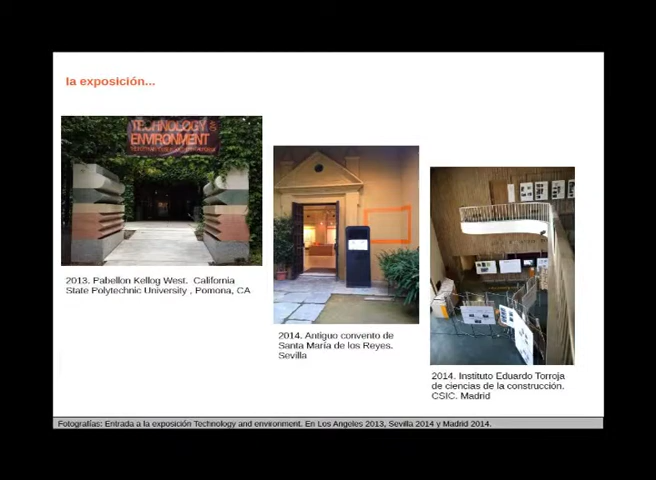 la exposición...
TECHNOLOGY
ENVIRONMENT
2013. Pabellon Kellog West. California
State Polytechnic University , Pomona, CA
2014. Antiguo convento de
Santa María de los Reyes.
Sevilla
2014. Instituto Eduardo Torroja
de ciencias de la construcción.
CSIC. Madrid
Fotografías: Entrada a la exposición Technology and environment. En Los Angeles 2013, Sevilla 2014 y Madrid 2014.